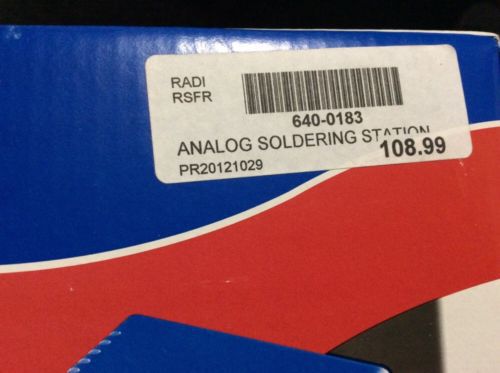 RADI
RSFR
640-0183
ANALOG SOLDERING STATION
108.99
PR20121029